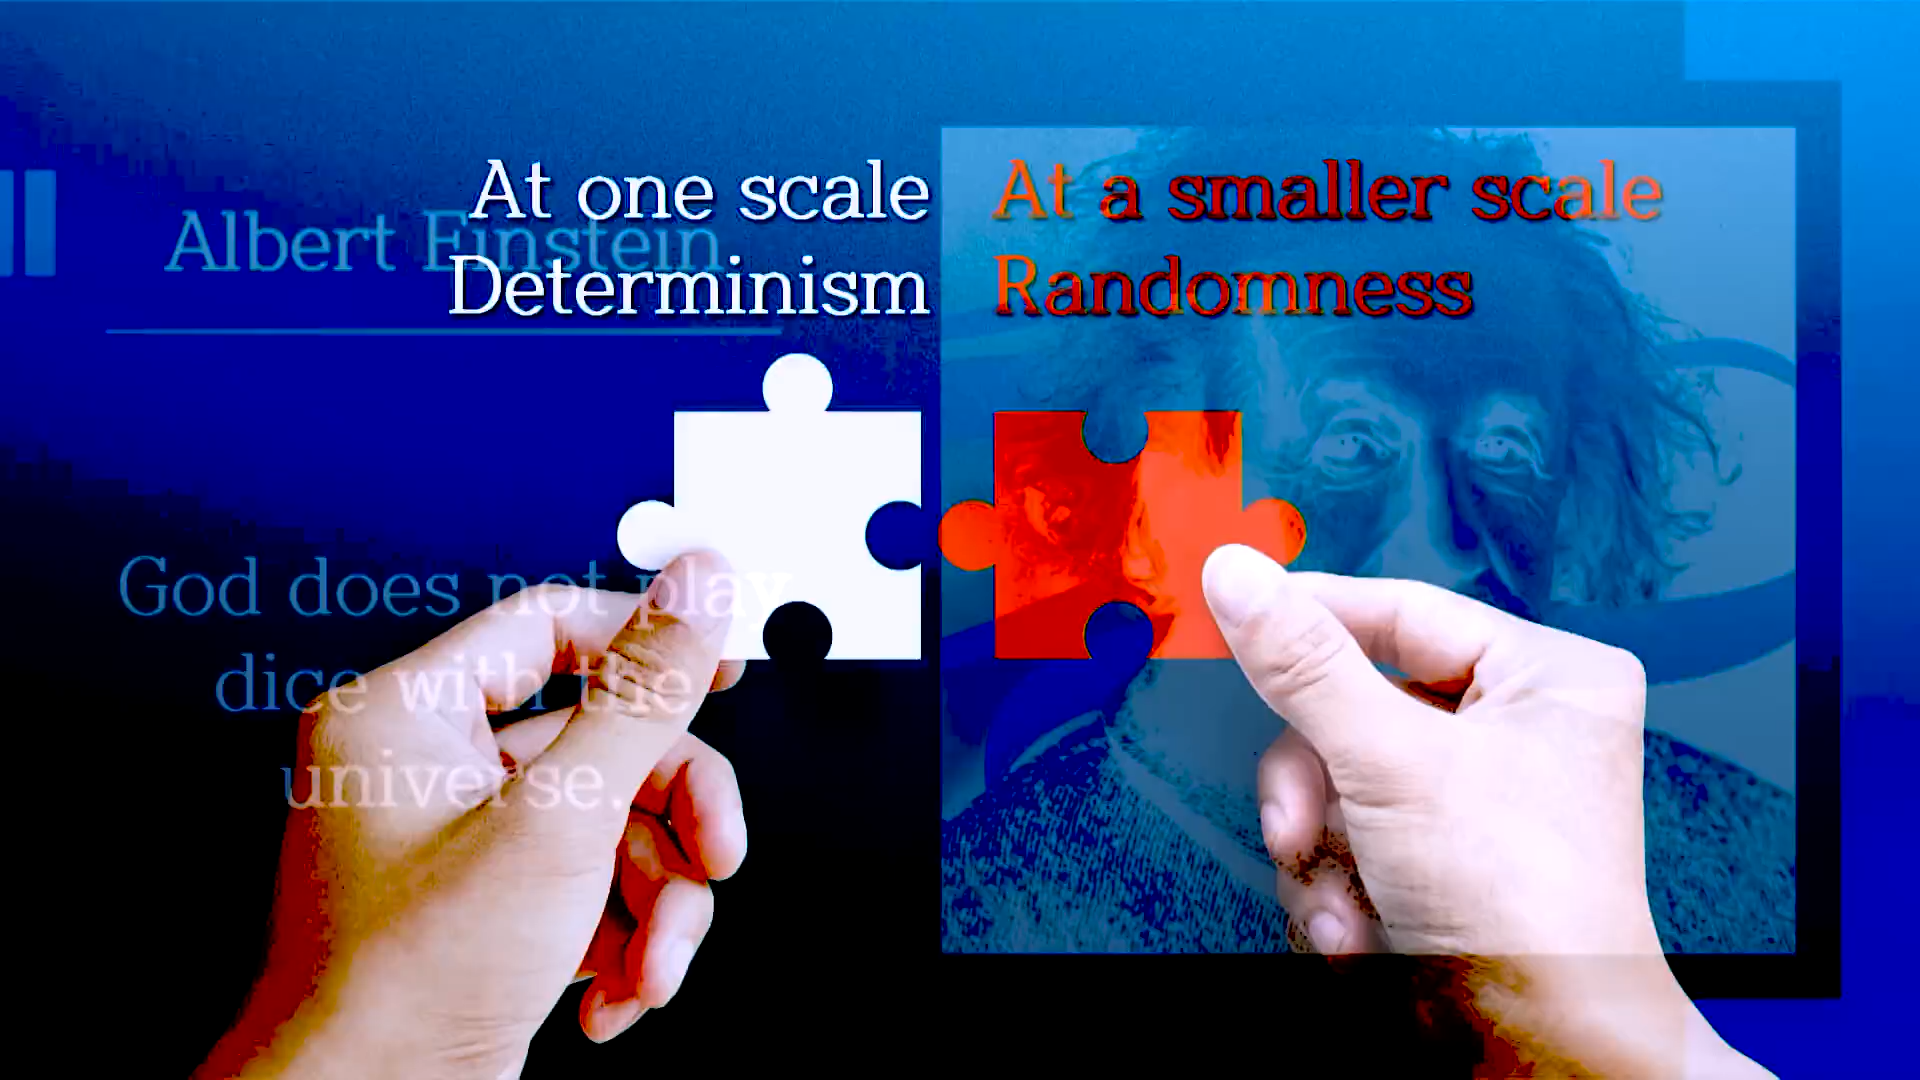 At one scale
Determinism
At a smaller scale
Randomness
Albert Einstein
God does not play
dice with the
universe.